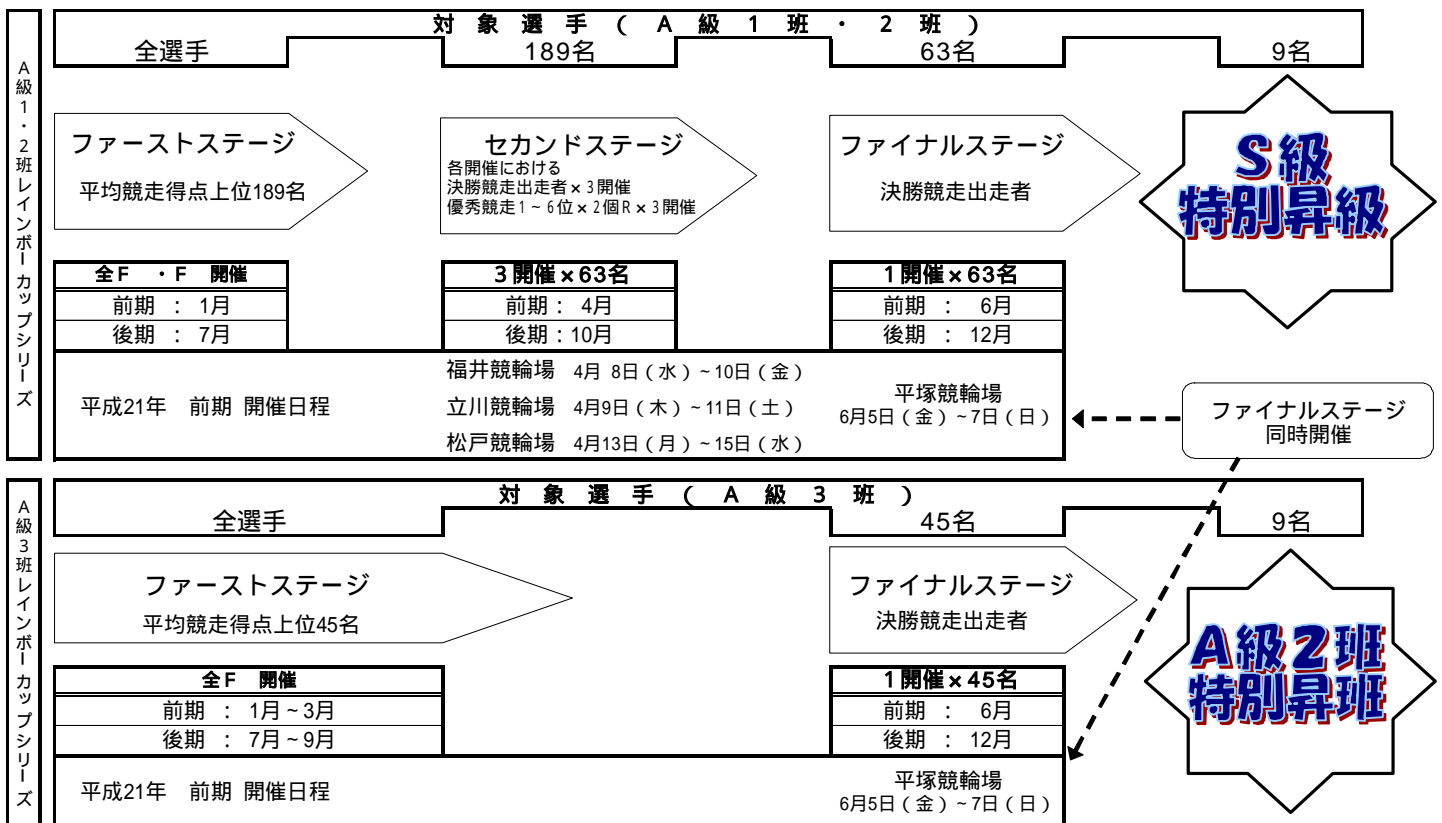 A級1・2班レインボーカップシリーズ
対象選手(A級1班・2班)
全選手
189名
63名
9名
ファーストステージ
平均競走得点上位189名
セカンドステージ
各開催における
決勝競走出走者×3開催
優秀競走1~6位×2個R×3開催
ファイナルステージ
決勝競走出走者
S級
特別昇級
全F ・F 開催
前期 : 1月
後期 : 7月
3開催×63名
前期 : 4月
後期 : 10月
1開催×63名
前期 : 6月
後期 : 12月
平成21年 前期 開催日程
福井競輪場 4月 8日(水)~10日(金)
立川競輪場 4月9日(木)~11日(土)
松戸競輪場 4月13日(月)~15日(水)
平塚競輪場
6月5日(金)~7日(日)
ファイナルステージ
同時開催
A級3班レインボーカップシリーズ
対象選手(A級3班)
全選手
45名
9名
ファーストステージ
平均競走得点上位45名
ファイナルステージ
決勝競走出走者
A級2班
特別昇班
全F 開催
前期 : 1月~3月
後期 : 7月~9月
1開催×45名
前期 : 6月
後期 : 12月
平成21年 前期 開催日程
平塚競輪場
6月5日(金)~7日(日)